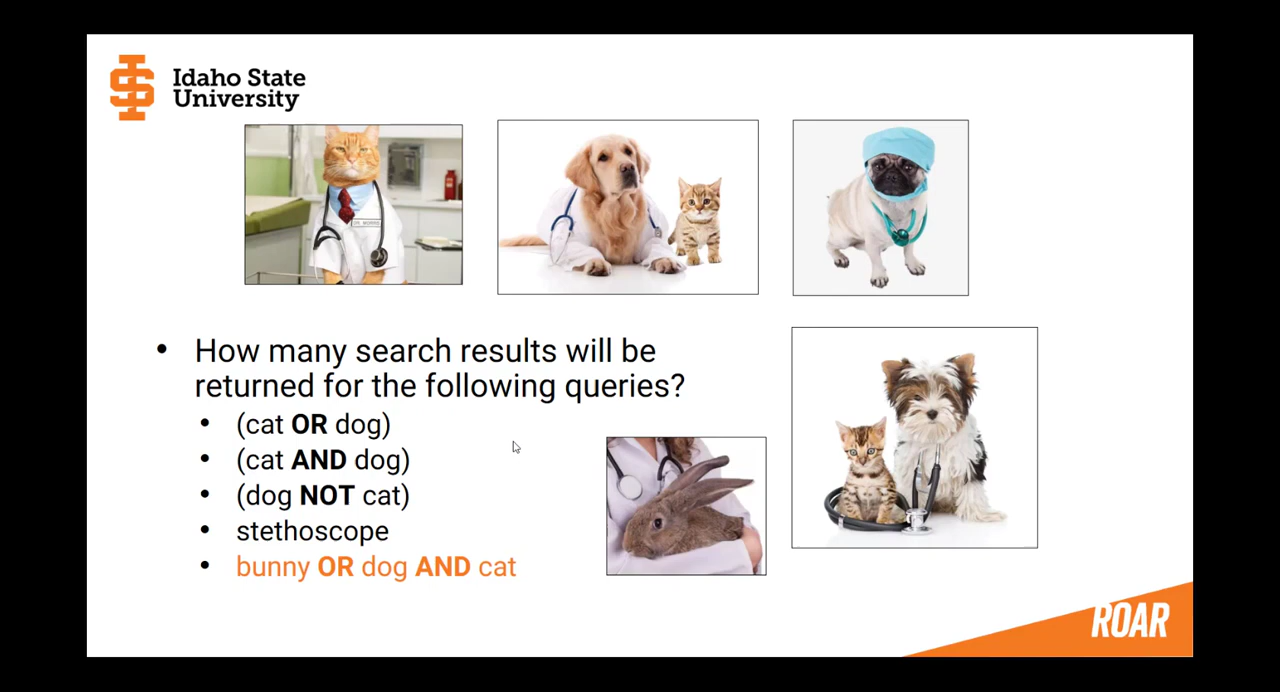 Idaho State
University
How many search results will be
returned for the following queries?
(cat OR dog)
(cat AND dog)
(dog NOT cat)
stethoscope
bunny OR dog AND cat
ROAR